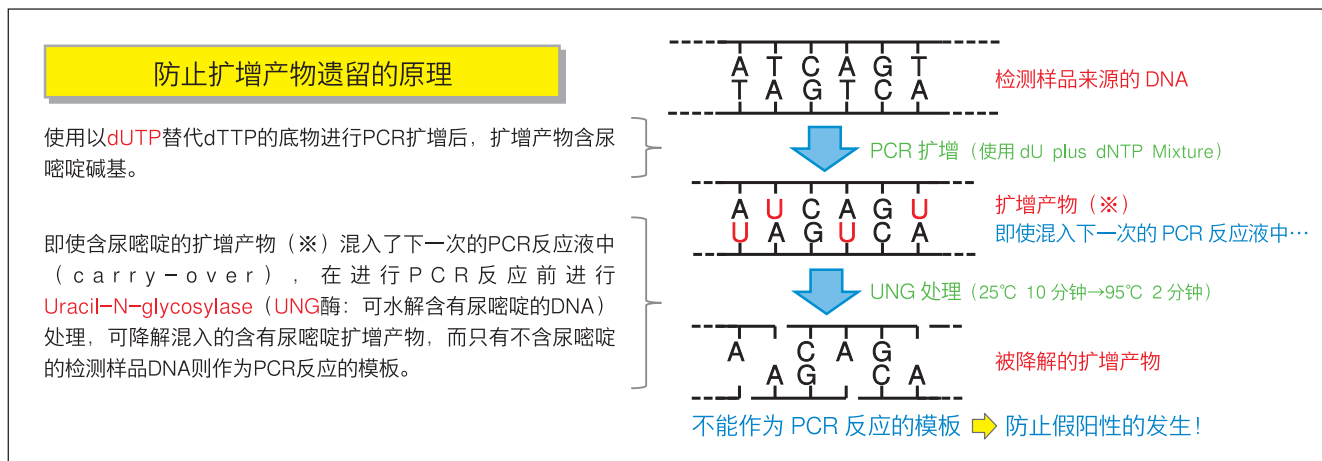 防止扩增产物遗留的原理
使用以dUTP替代dTTP的底物进行PCR扩增后，扩增产物含尿
嘧啶碱基。
即使含尿嘧啶的扩增产物（※）混入了下一次的PCR反应液中
（carry－over），在进行PCR反应前进行
Uracil–N–glycosylase（UNG酶：可水解含有尿嘧啶的DNA）
处理，可降解混入的含有尿嘧啶扩增产物，而只有不含尿嘧啶
的检测样品DNA则作为PCR反应的模板。
A T C A G T
T A G T C A
检测样品来源的 DNA
PCR 扩增（使用 dU plus dNTP Mixture）
A U C A G U
U A G U C A
扩增产物（※）
即使混入下一次的 PCR 反应液中…
UNG 处理（25℃ 10 分钟→95℃ 2 分钟）
A C A G
A G C A
被降解的扩增产物
不能作为 PCR 反应的模板 ⇨ 防止假阳性的发生！